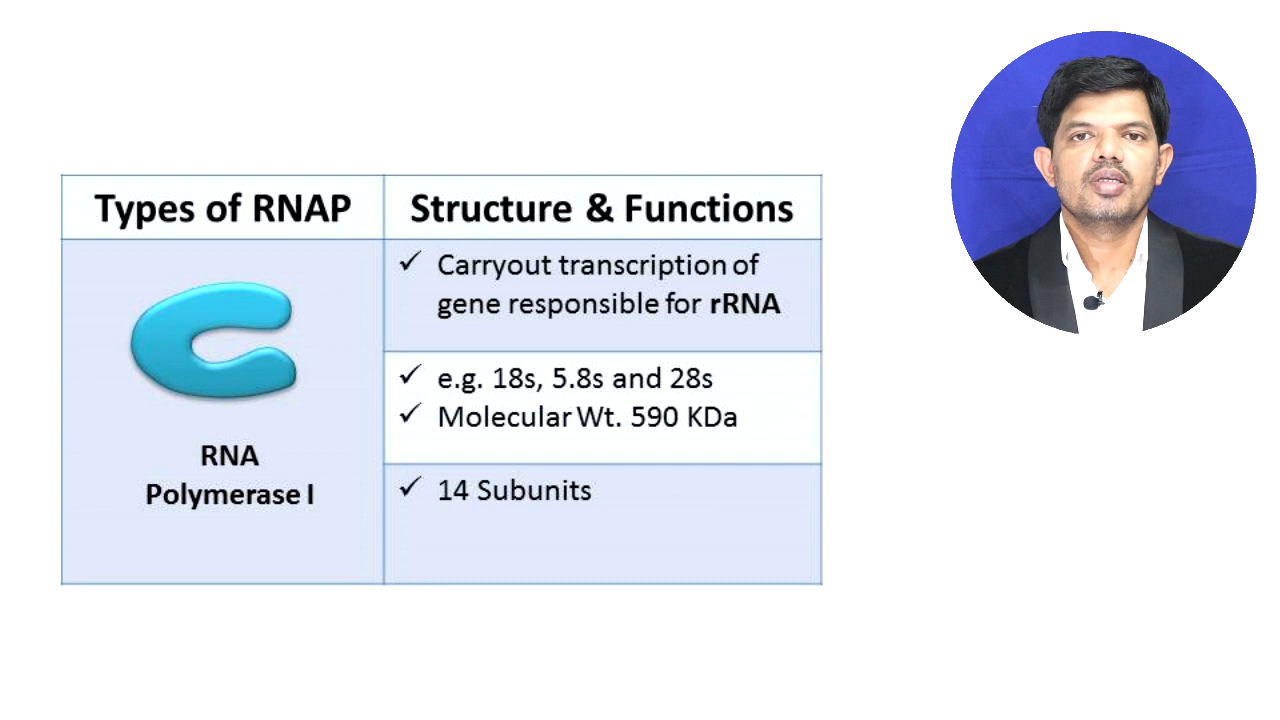 Types of RNAP
Structure & Functions
RNA
Polymerase I
✓ Carryout transcription of
gene responsible for rRNA
✓ e.g. 18s, 5.8s and 28s
✓ Molecular Wt. 590 KDa
✓ 14 Subunits